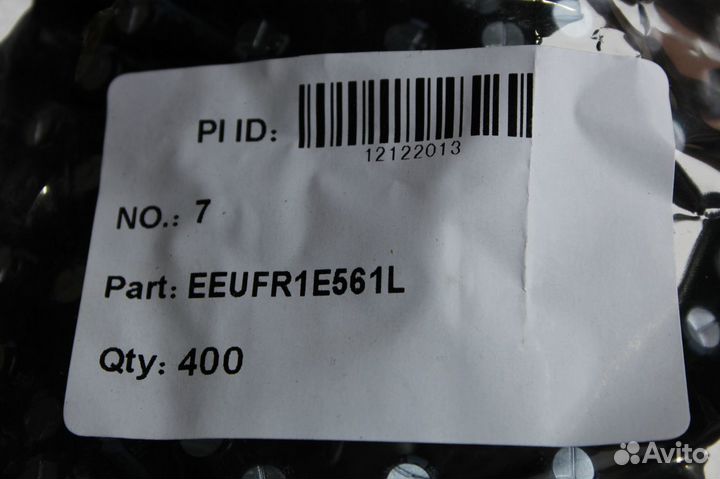 PI ID:
12122013
NO.: 7
Part: EEUFR1E561L
Qty: 400
Avito